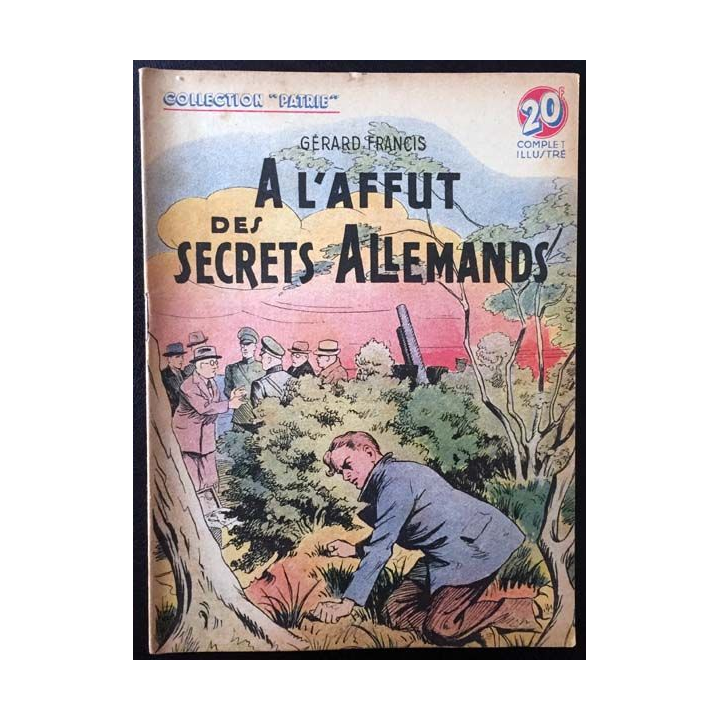 COLLECTION "PATRIE"
20F
COMPLET
ILLUSTRÉ
GÉRARD FRANCIS
A L'AFFUT
DES
SECRETS ALLEMANDS